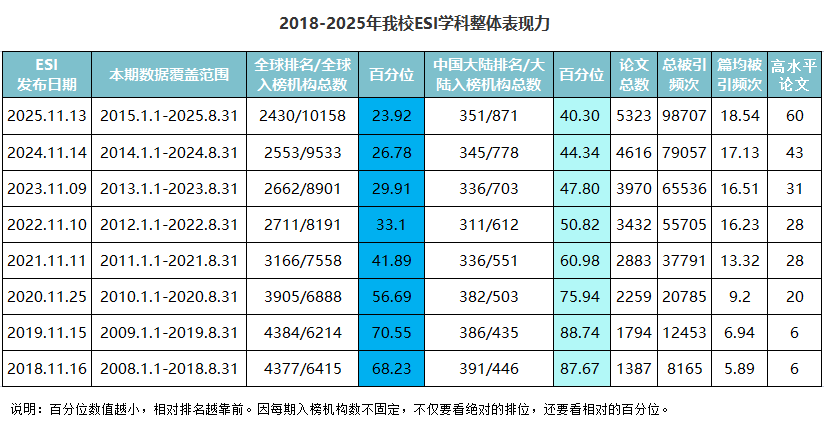 2018-2025年我校ESI学科整体表现力
ESI 发布日期 本期数据覆盖范围 全球排名/全球入榜机构总数 百分位 中国大陆排名/大陆入榜机构总数 百分位 论文总数 总被引频次 篇均被引频次 高水平论文
2025.11.13 2015.1.1-2025.8.31 2430/10158 23.92 351/871 40.30 5323 98707 18.54 60
2024.11.14 2014.1.1-2024.8.31 2553/9533 26.78 345/778 44.34 4616 79057 17.13 43
2023.11.09 2013.1.1-2023.8.31 2662/8901 29.91 336/703 47.80 3970 65536 16.51 31
2022.11.10 2012.1.1-2022.8.31 2711/8191 33.1 311/612 50.82 3432 55705 16.23 28
2021.11.11 2011.1.1-2021.8.31 3166/7558 41.89 336/551 60.98 2883 37791 13.32 28
2020.11.25 2010.1.1-2020.8.31 3905/6888 56.69 382/503 75.94 2259 20785 9.2 20
2019.11.15 2009.1.1-2019.8.31 4384/6214 70.55 386/435 88.74 1794 12453 6.94 6
2018.11.16 2008.1.1-2018.8.31 4377/6415 68.23 391/446 87.67 1387 8165 5.89 6
说明：百分位数值越小，相对排名越靠前。因每期入榜机构数不固定，不仅要看绝对的排位，还要看相对的百分位。